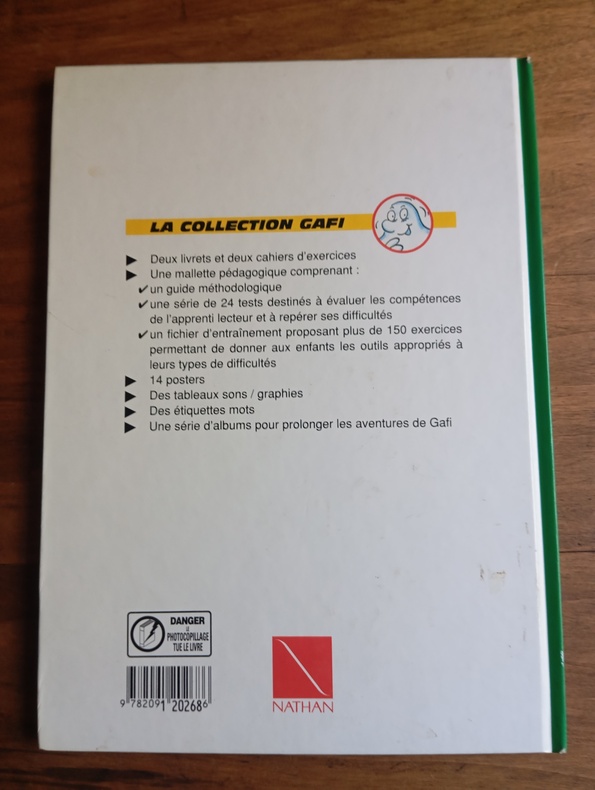 LA COLLECTION GAFI
► Deux livrets et deux cahiers d'exercices
► Une mallette pédagogique comprenant :
✓ un guide méthodologique
✓ une série de 24 tests destinés à évaluer les compétences
de l'apprenti lecteur et à repérer ses difficultés
✓ un fichier d'entraînement proposant plus de 150 exercices
permettant de donner aux enfants les outils appropriés à
leurs types de difficultés
► 14 posters
► Des tableaux sons / graphies
► Des étiquettes mots
► Une série d'albums pour prolonger les aventures de Gafi
DANGER
LE
PHOTOCOPILLAGE
TUE LE LIVRE
9 782091 202686
NATHAN